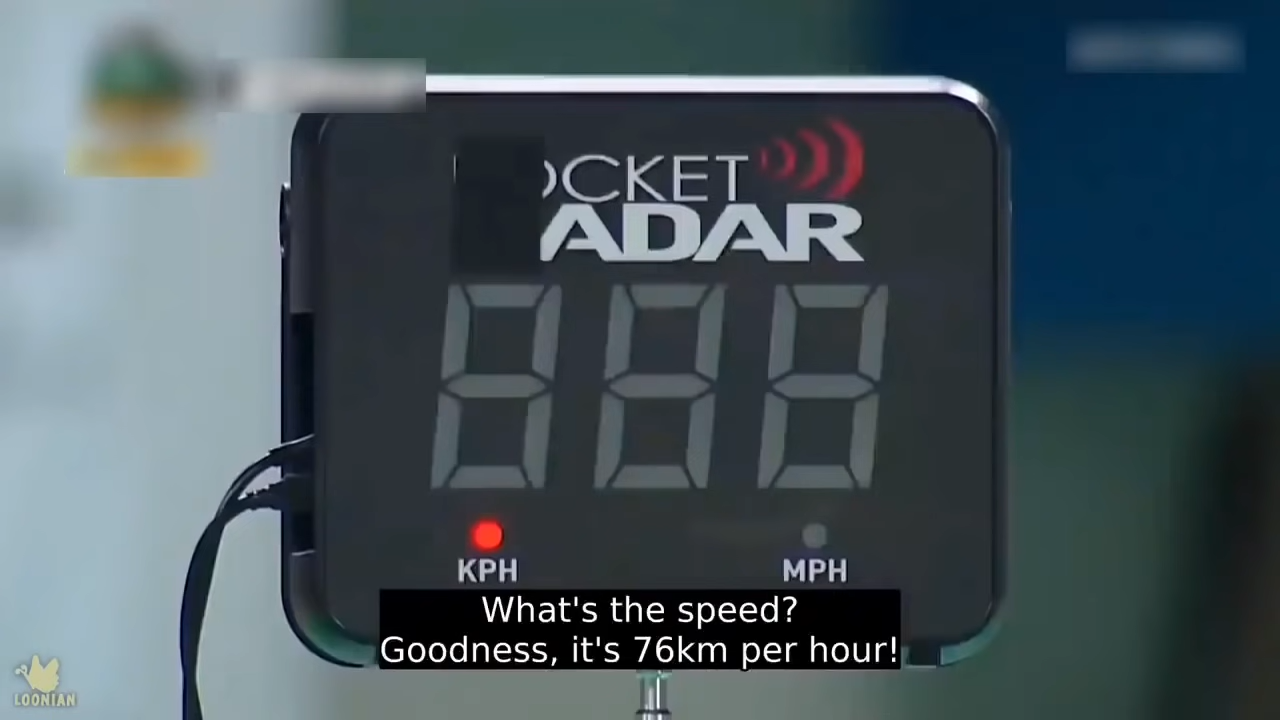 OCKET
ADAR
KPH
MPH
What's the speed?
Goodness, it's 76km per hour!
LOONIAN